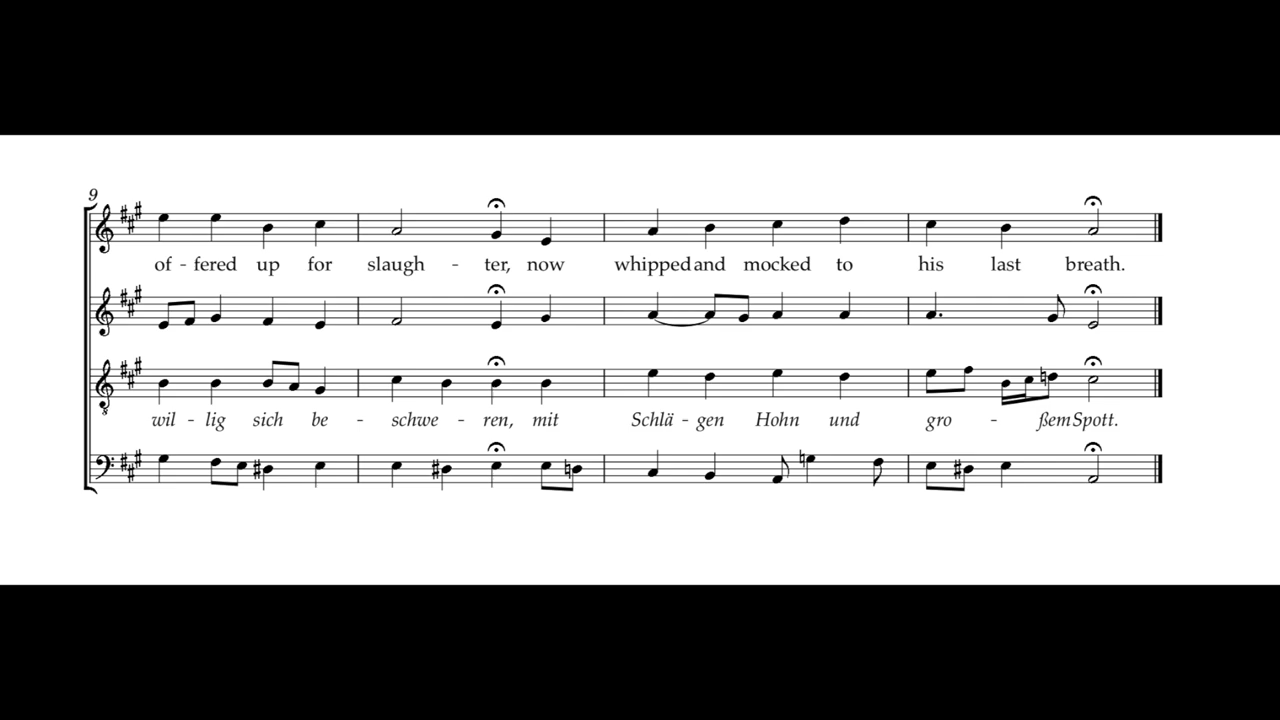 9
of - fered up for slaugh - ter, now whipped and mocked to his last breath.
wil - lig sich be - schwe - ren, mit Schlä - gen Hohn und gro - ßem Spott.